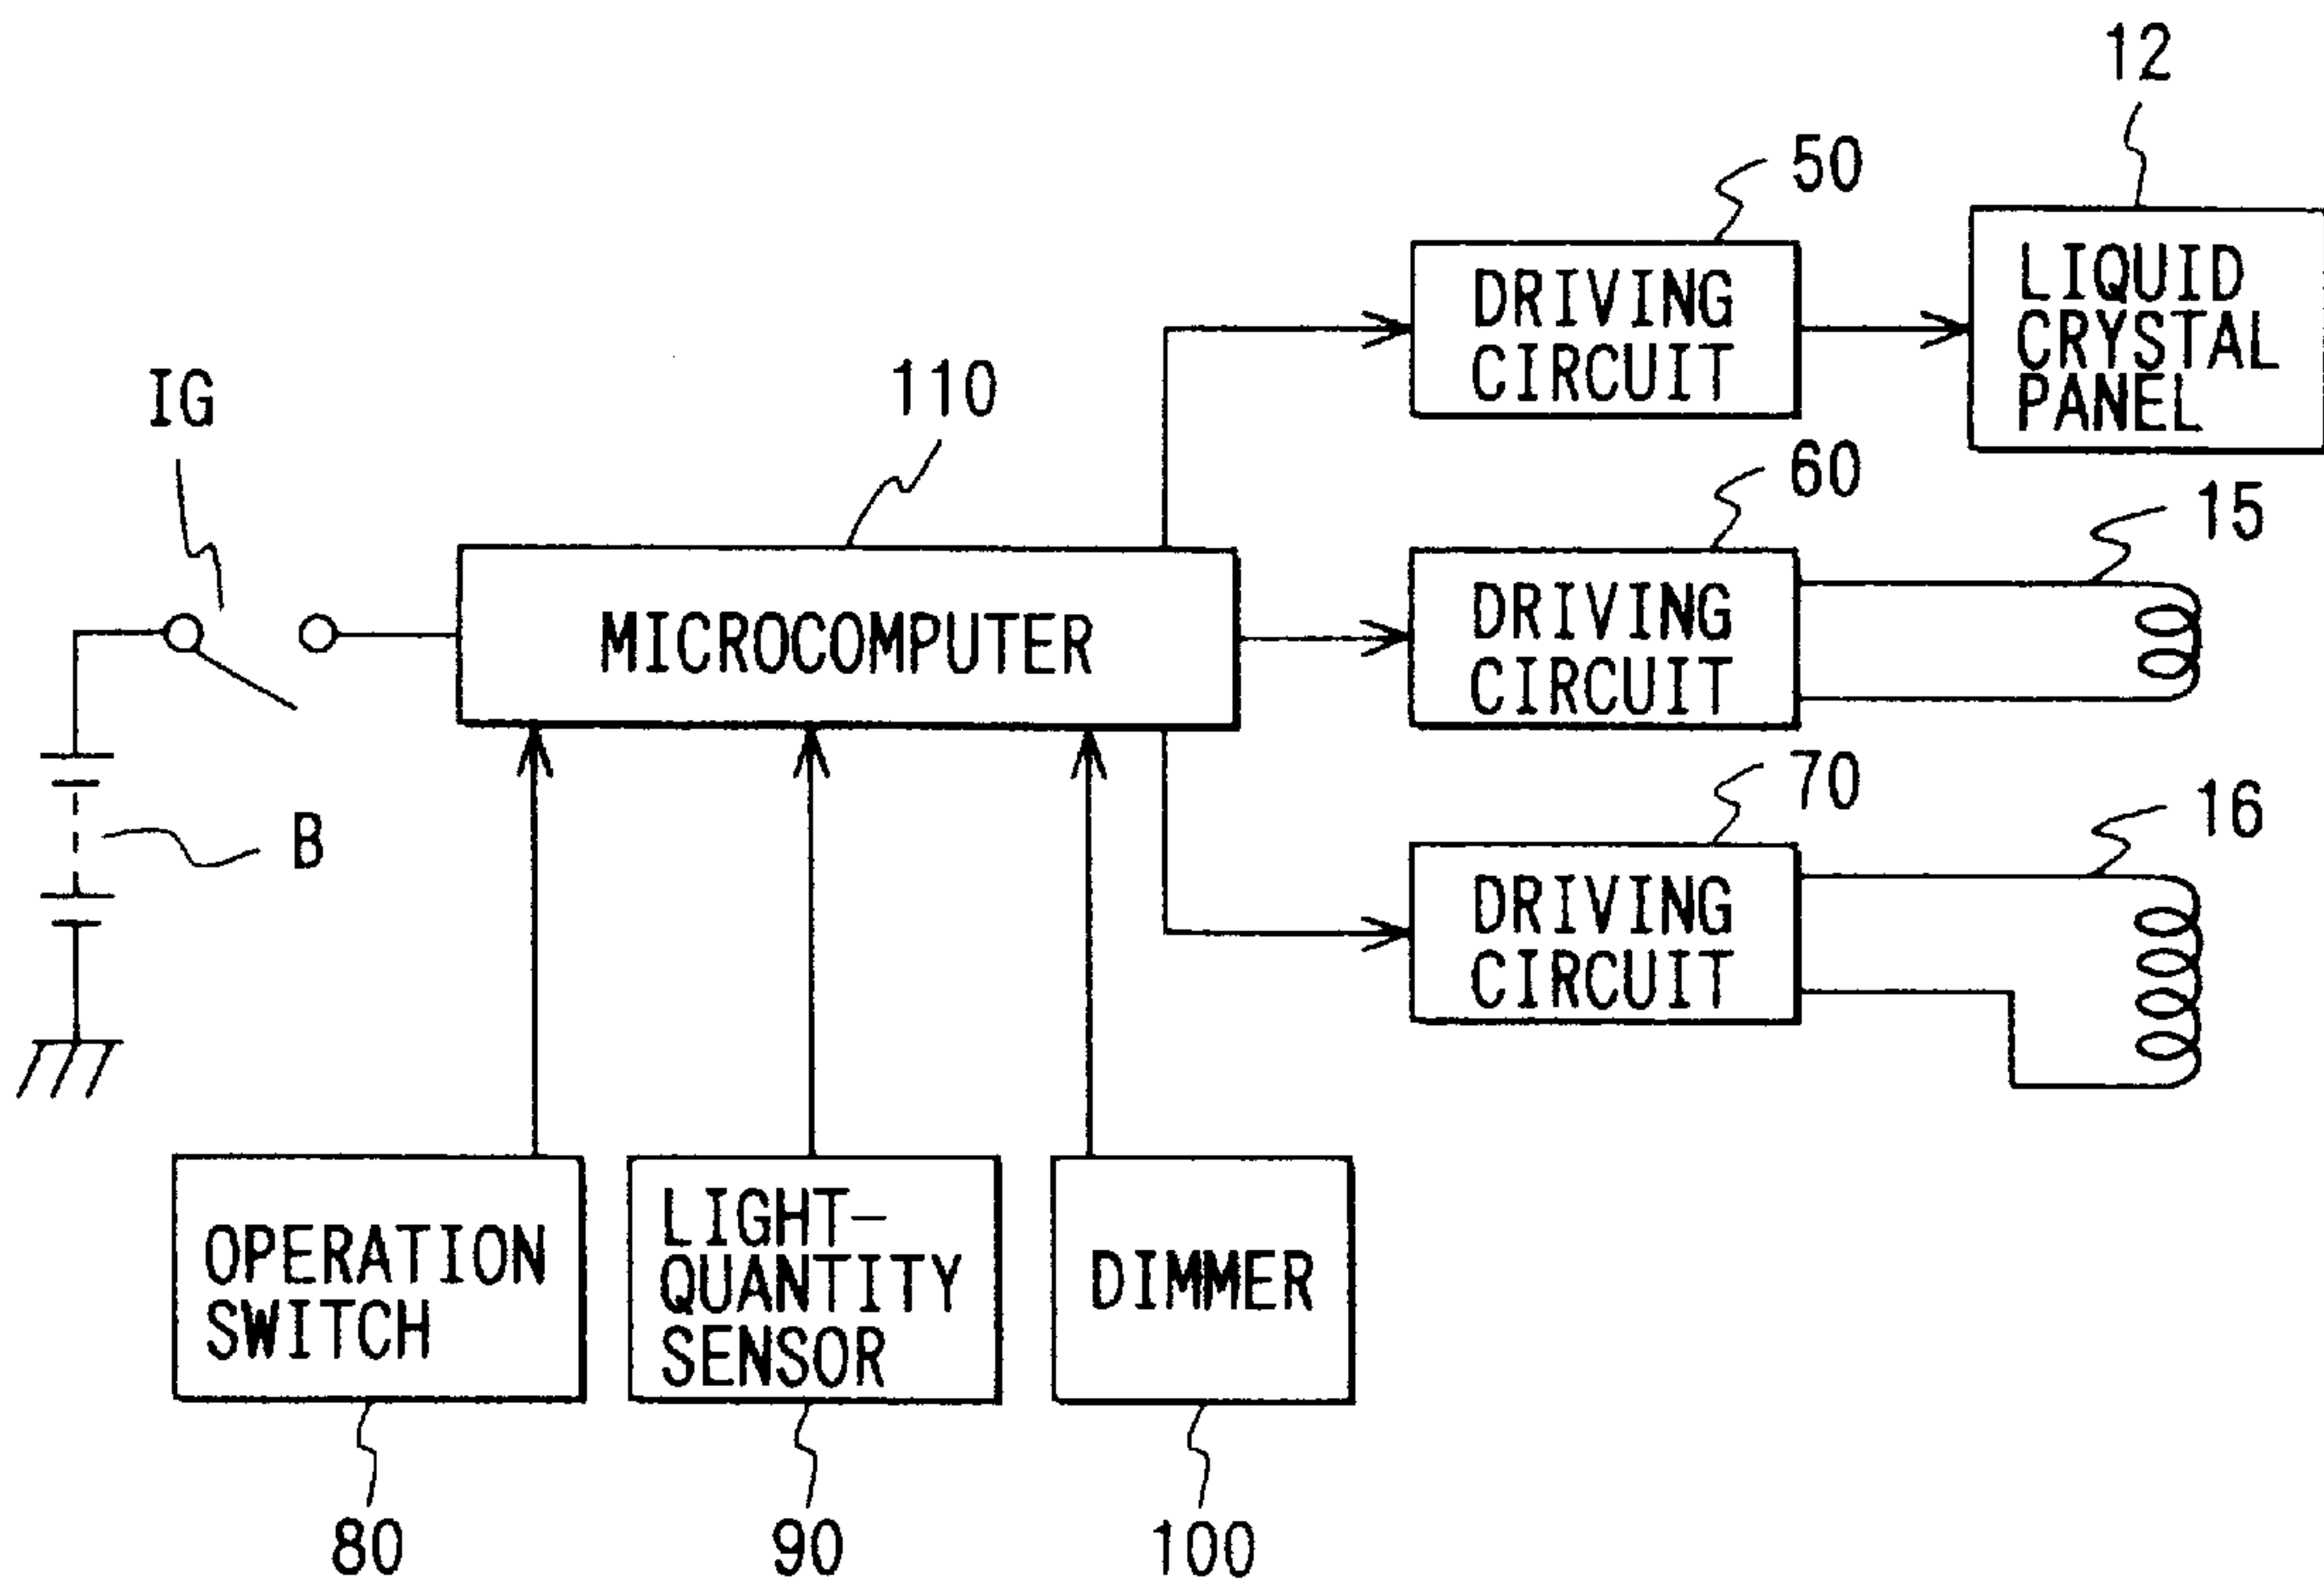 12
50
DRIVING
CIRCUIT
LIQUID
CRYSTAL
PANEL
IG
110
60
15
MICROCOMPUTER
DRIVING
CIRCUIT
B
70
16
DRIVING
CIRCUIT
OPERATION
SWITCH
LIGHT-
QUANTITY
SENSOR
DIMMER
80
90
100